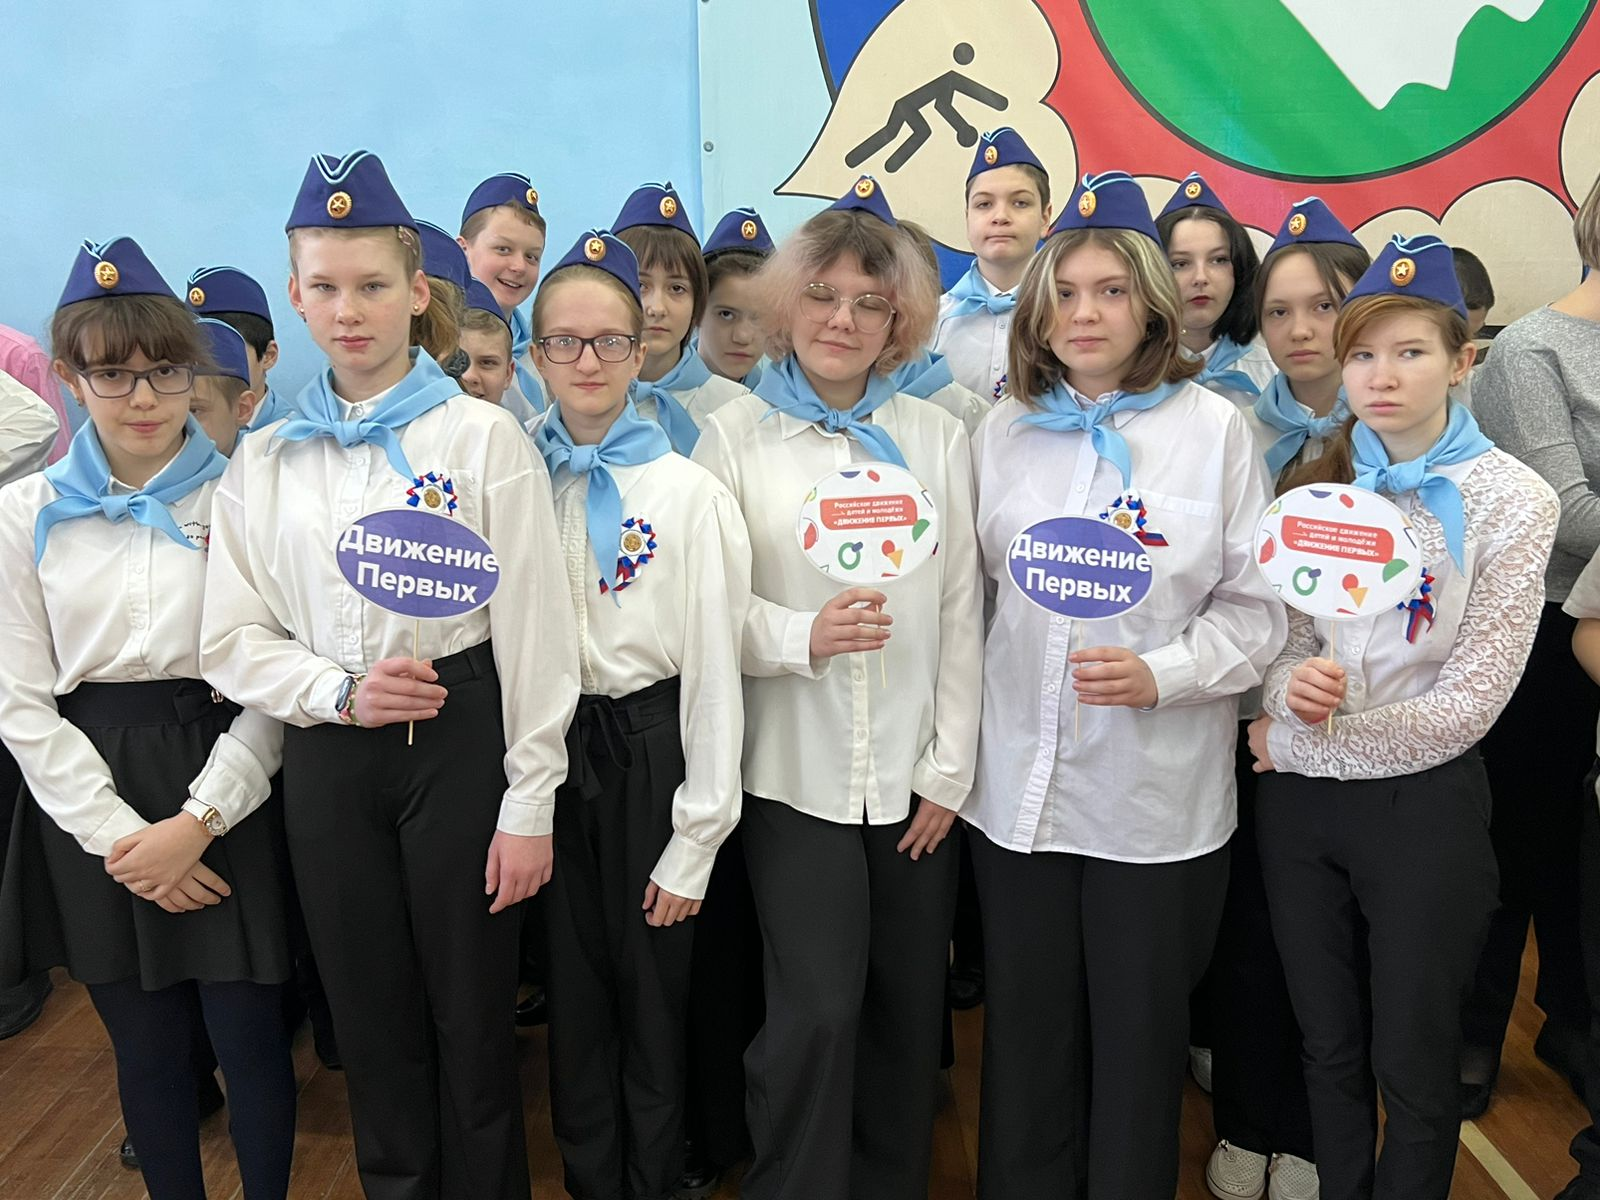 Движение
Первых
Российское движение
детей и молодёжи
«ДВИЖЕНИЕ ПЕРВЫХ»
Движение
Первых
Российское движение
детей и молодёжи
«ДВИЖЕНИЕ ПЕРВЫХ»